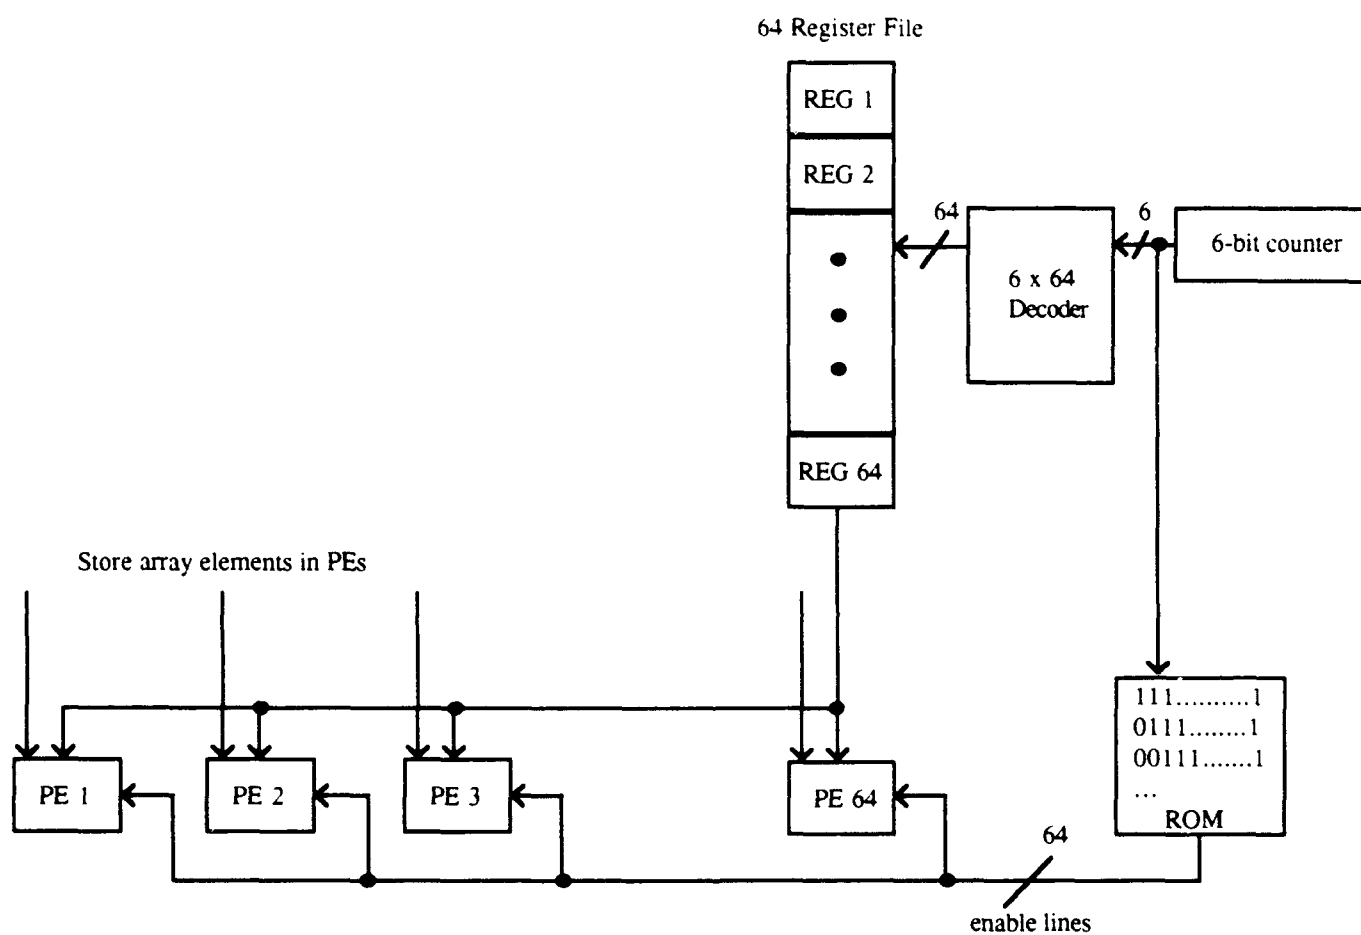 64 Register File
REG 1
REG 2
64
6
6 x 64
Decoder
6-bit counter
REG 64
Store array elements in PEs
PE 1
PE 2
PE 3
PE 64
111..........1
0111........1
00111.......1
...
ROM
64
enable lines